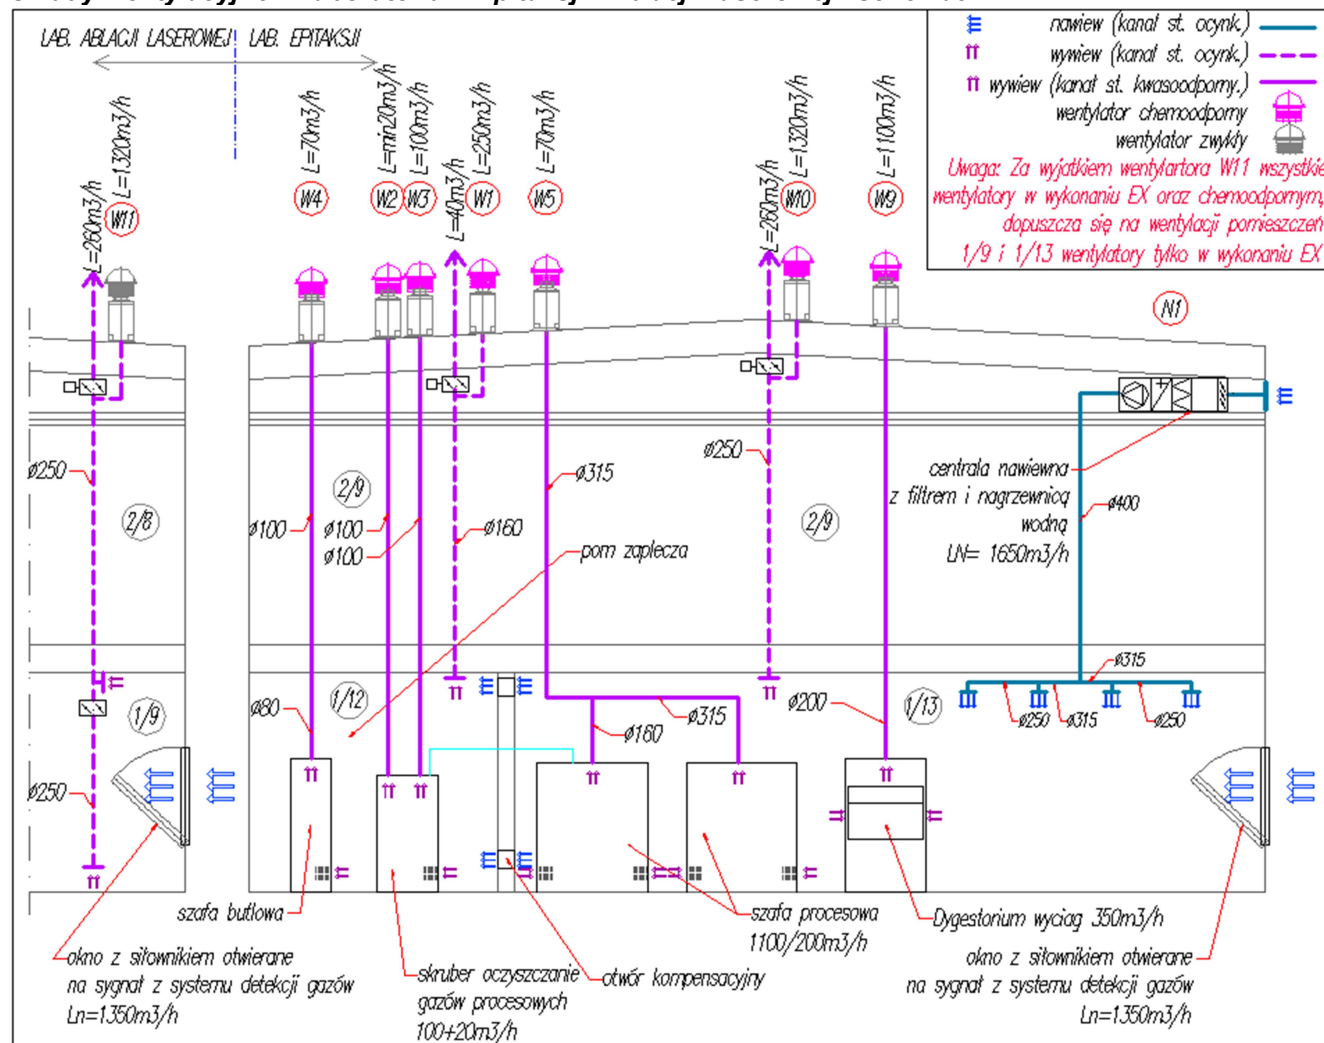 LAB. ABLACJI LASEROWEJ
LAB. EPITAKSJI
nawiew (kanał st. ocynk.)
wywiew (kanał st. ocynk.)
wywiew (kanał st. kwasoodporny.)
wentylator chemoodporny
wentylator zwykły
Uwaga: Za wyjatkiem wentylartora W11 wszystkie
wentylatory w wykonaniu EX oraz chemoodpornym,
dopuszcza się na wentylacji pomieszczeń
1/9 i 1/13 wentylatory tylko w wykonaniu EX
L=260m3/h
L=1320m3/h
W11
L=70m3/h
W4
L=min20m3/h
W2
L=100m3/h
W3
L=40m3/h
L=250m3/h
W1
L=70m3/h
W5
L=260m3/h
L=1320m3/h
W10
L=1100m3/h
W9
N1
ø250
2/8
2/9
ø100
ø100
ø100
ø160
ø315
pom zaplecza
ø250
2/9
centrala nawiewna
z filtrem i nagrzewnicą
wodną
LN= 1650m3/h
ø400
1/9
ø250
ø80
1/12
ø160
ø315
ø200
1/13
ø315
ø250
ø315
ø250
szafa butlowa
okno z siłownikiem otwierane
na sygnał z systemu detekcji gazów
Ln=1350m3/h
skruber oczyszczanie
gazów procesowych
100+20m3/h
otwór kompensacyjny
szafa procesowa
1100/200m3/h
Dygestorium wyciąg 350m3/h
okno z siłownikiem otwierane
na sygnał z systemu detekcji gazów
Ln=1350m3/h